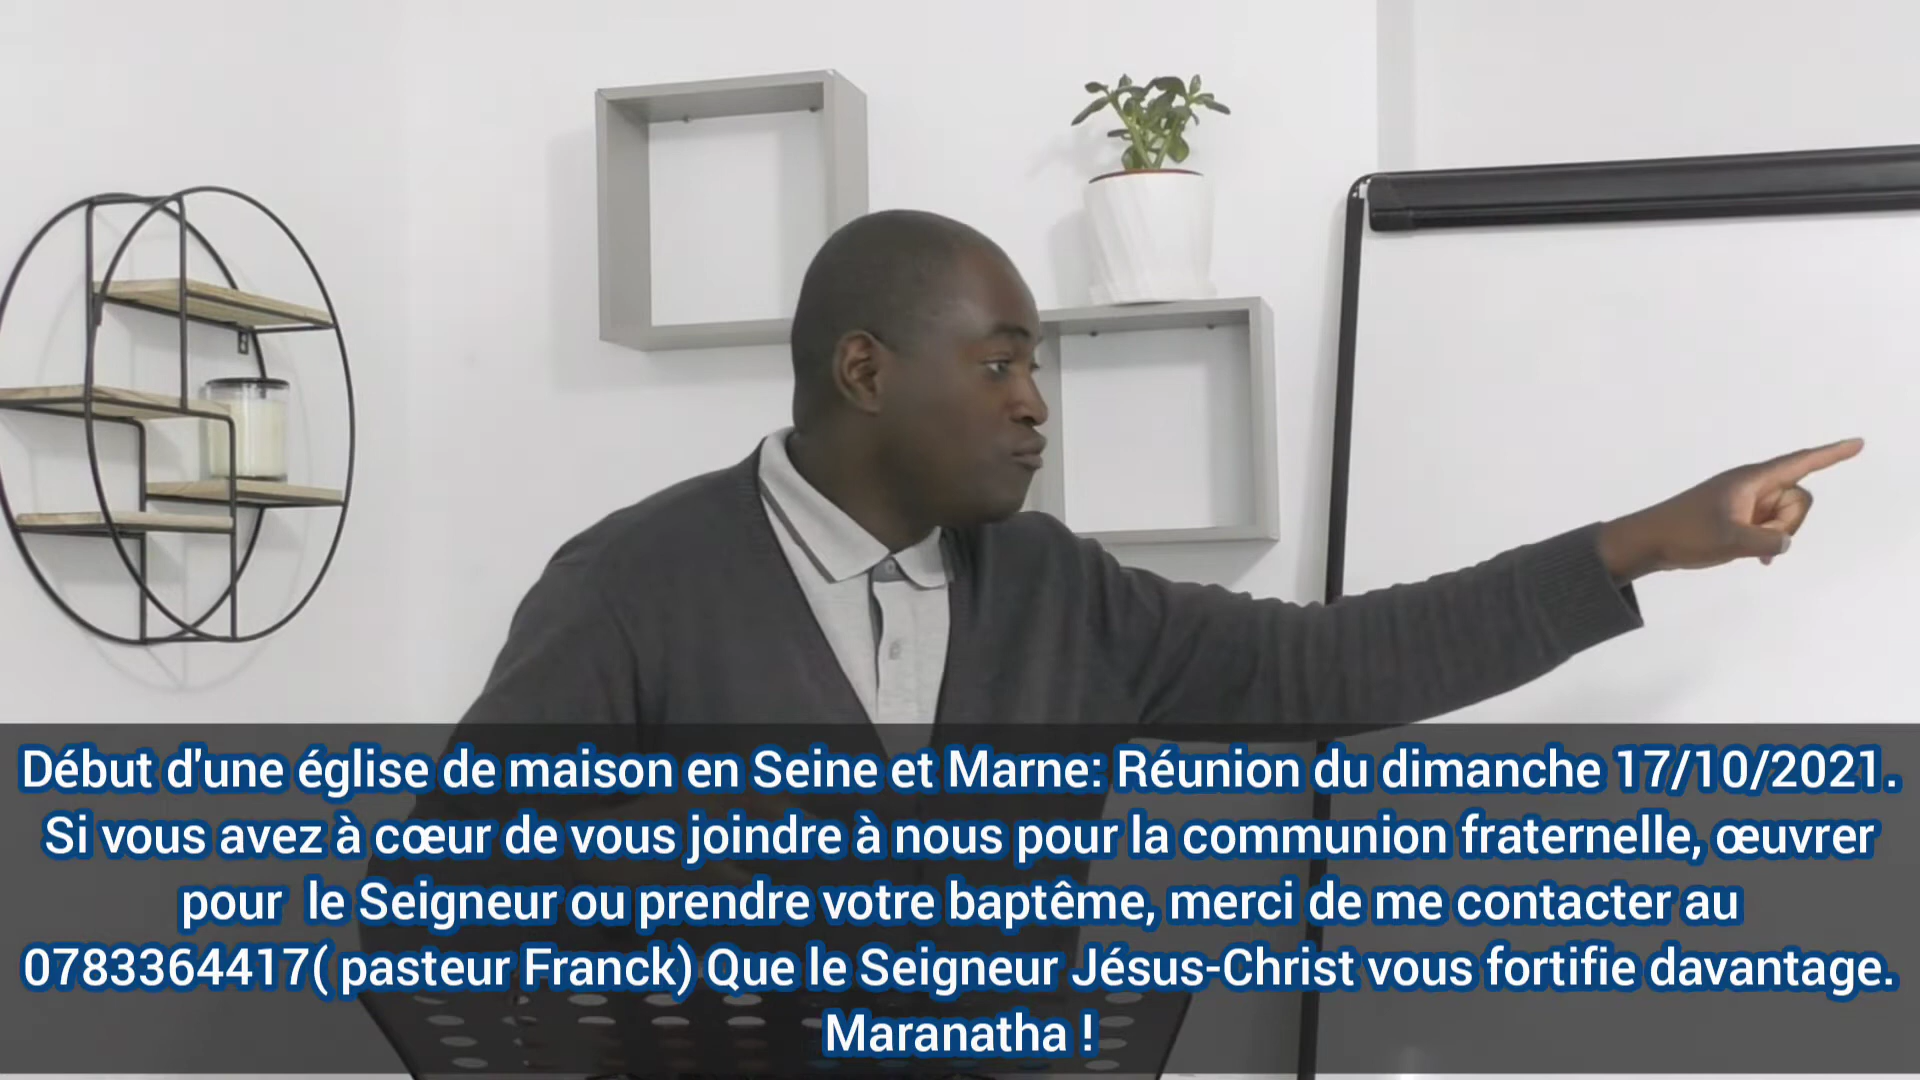 Début d'une église de maison en Seine et Marne: Réunion du dimanche 17/10/2021.
Si vous avez à cœur de vous joindre à nous pour la communion fraternelle, œuvrer
pour  le Seigneur ou prendre votre baptême, merci de me contacter au
0783364417( pasteur Franck) Que le Seigneur Jésus-Christ vous fortifie davantage.
Maranatha !